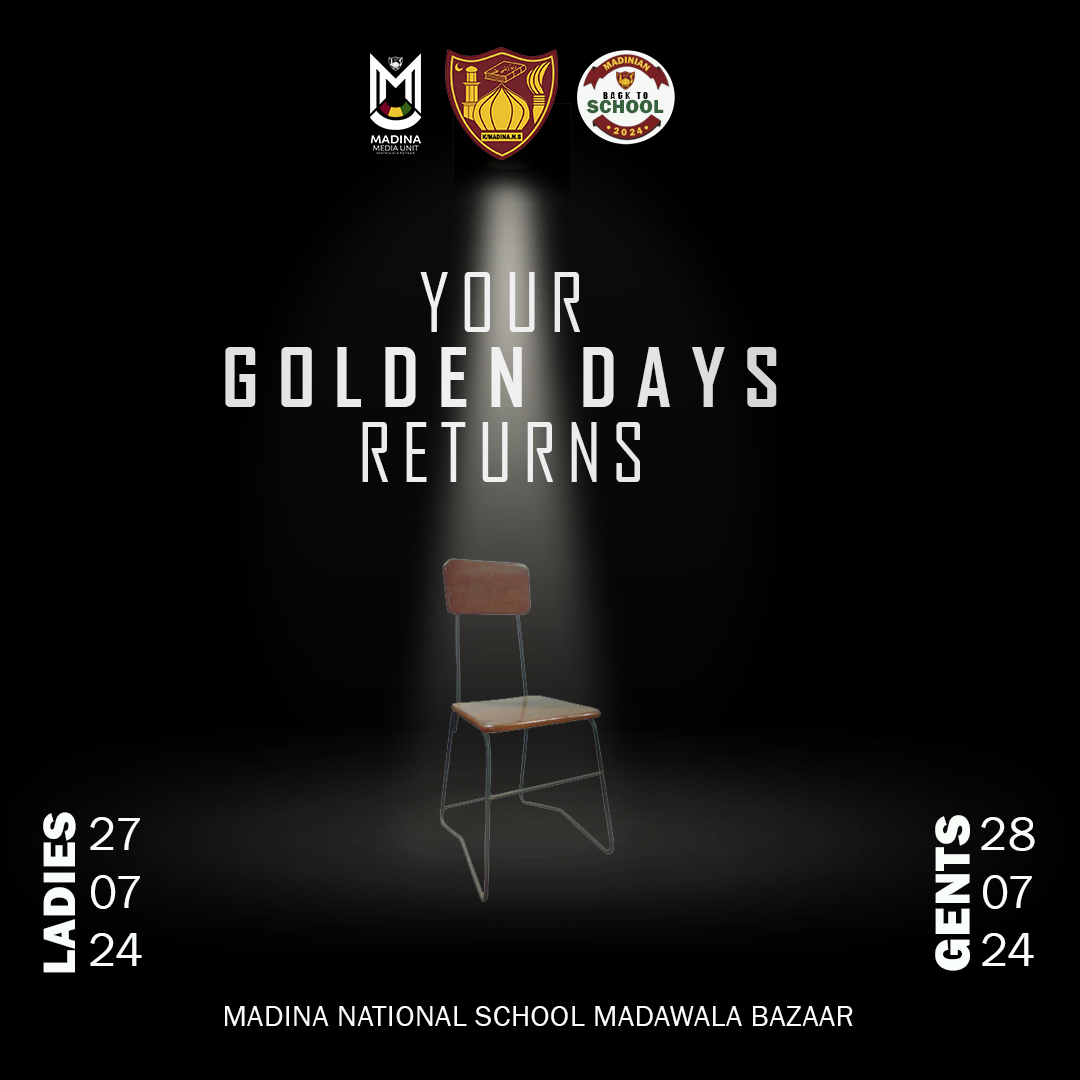 MADINA
MEDIA UNIT
K/MADINA.N.S
MADINIAN
BACK TO
SCHOOL
2024
YOUR
GOLDEN DAYS
RETURNS
LADIES
27
07
24
GENTS
28
07
24
MADINA NATIONAL SCHOOL MADAWALA BAZAAR